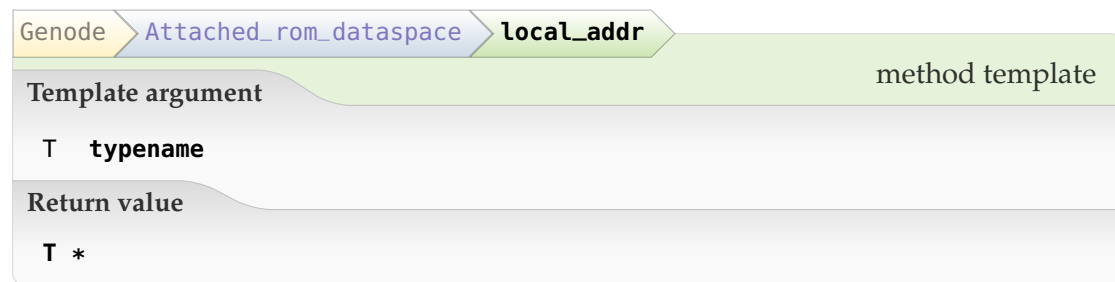 Genode Attached_rom_dataspace local_addr
method template
Template argument
T typename
Return value
T *